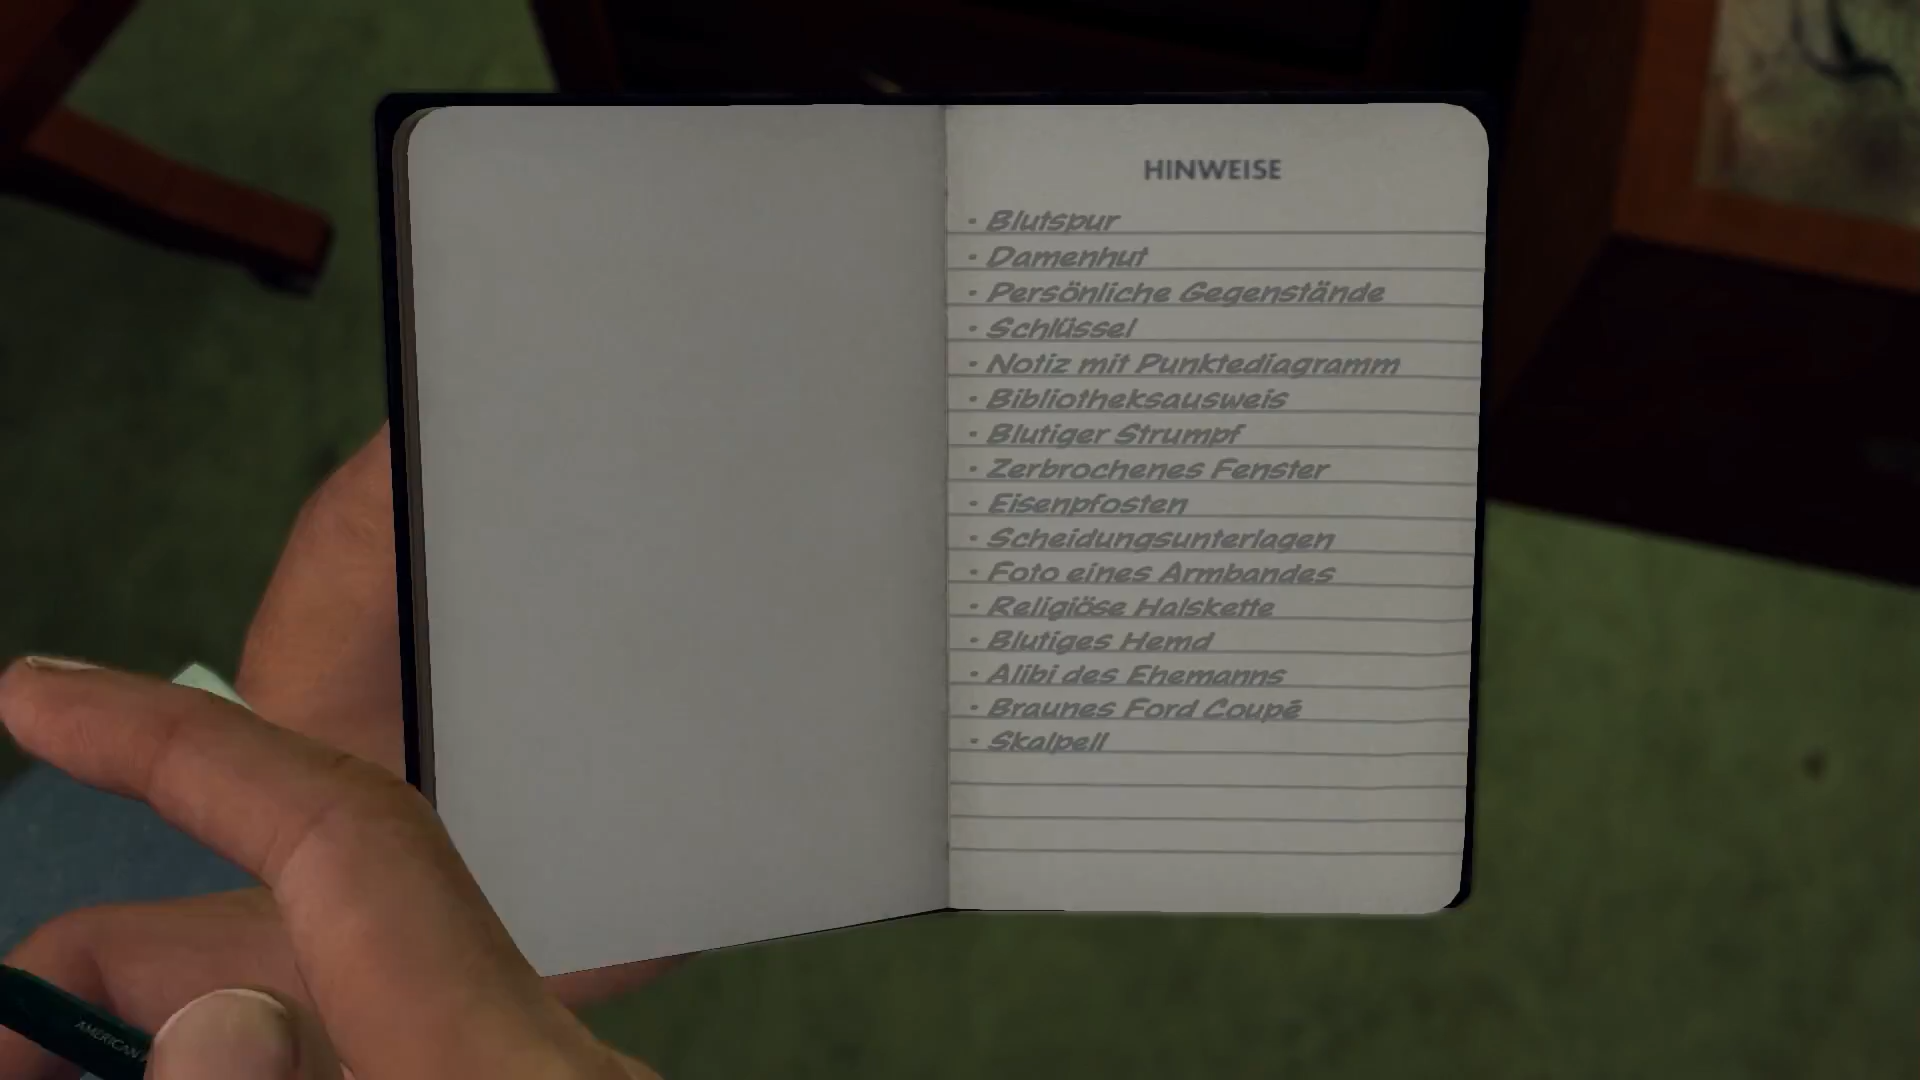 HINWEISE
• Blutspur
• Damenhut
• Persönliche Gegenstände
• Schlüssel
• Notiz mit Punktediagramm
• Bibliotheksausweis
• Blutiger Strumpf
• Zerbrochenes Fenster
• Eisenpfosten
• Scheidungsunterlagen
• Foto eines Armbandes
• Religiöse Halskette
• Blutiges Hemd
• Alibi des Ehemanns
• Braunes Ford Coupé
• Skalpell
AMERICAN